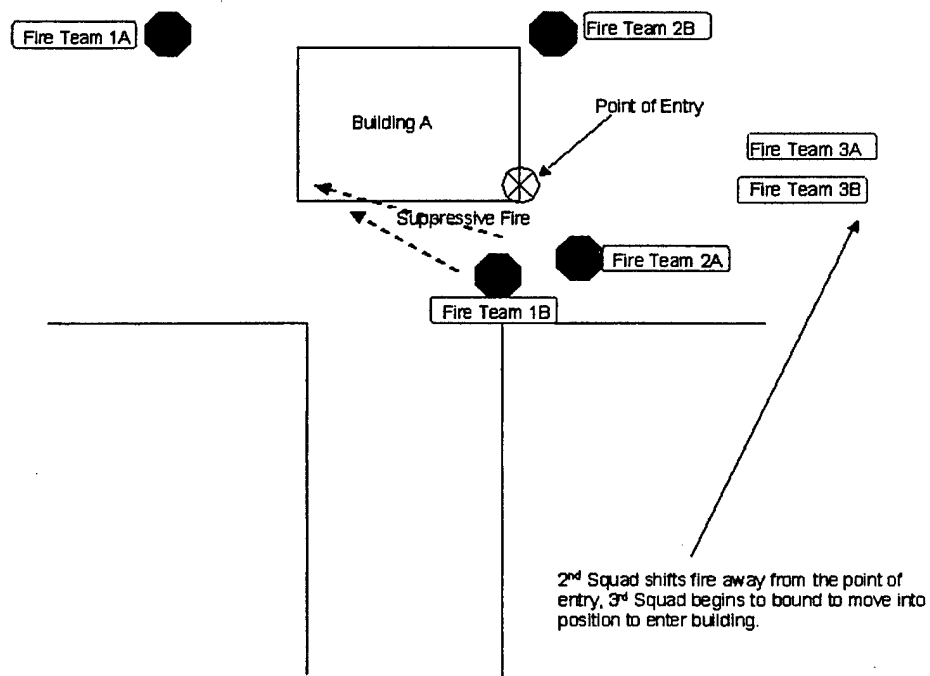 Fire Team 1A
Fire Team 2B
Point of Entry
Building A
Fire Team 3A
Fire Team 3B
Suppressive Fire
Fire Team 2A
Fire Team 1B
2nd Squad shifts fire away from the point of
entry, 3rd Squad begins to bound to move into
position to enter building.